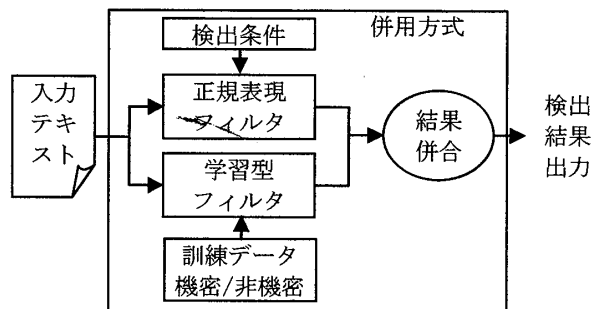 併用方式
検出条件
入力
テキ
スト
正規表現
フィルタ
学習型
フィルタ
訓練データ
機密/非機密
結果
併合
検出
結果
出力